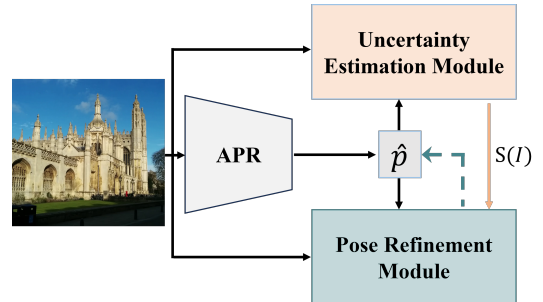 Uncertainty
Estimation Module
APR
p̂
S(I)
Pose Refinement
Module